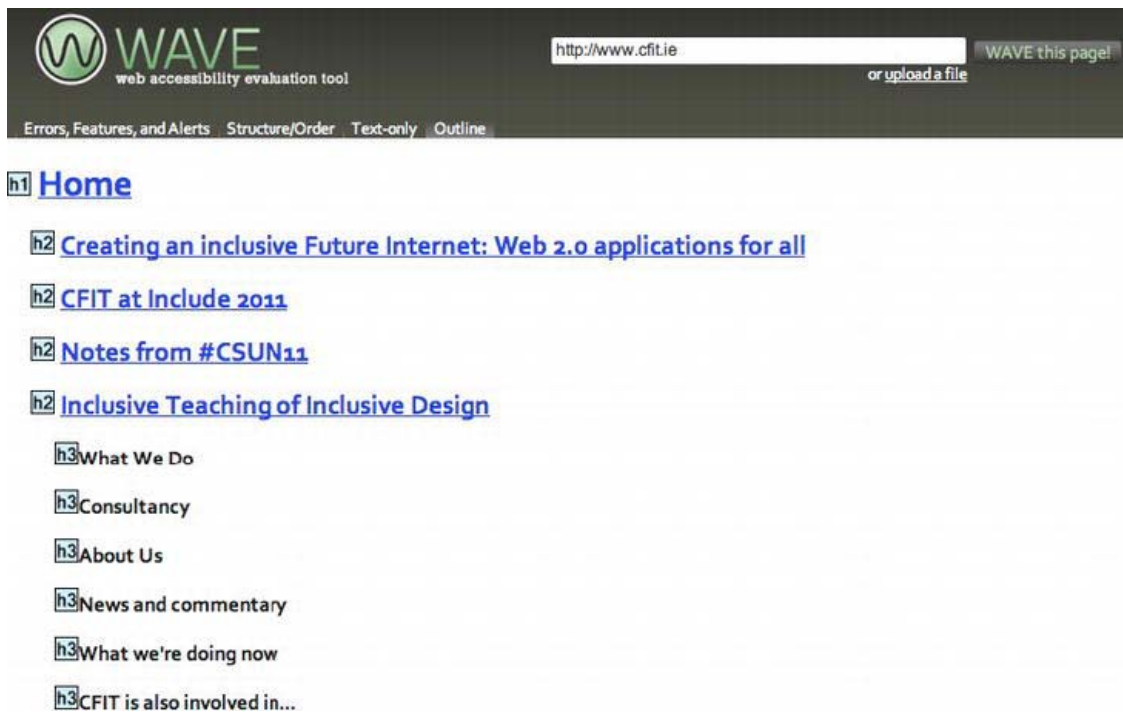 WAVE
web accessibility evaluation tool
http://www.cfit.ie
WAVE this page!
or upload a file
Errors, Features, and Alerts Structure/Order Text-only Outline
h1 Home
h2 Creating an inclusive Future Internet: Web 2.0 applications for all
h2 CFIT at Include 2011
h2 Notes from #CSUN11
h2 Inclusive Teaching of Inclusive Design
h3 What We Do
h3 Consultancy
h3 About Us
h3 News and commentary
h3 What we're doing now
h3 CFIT is also involved in...